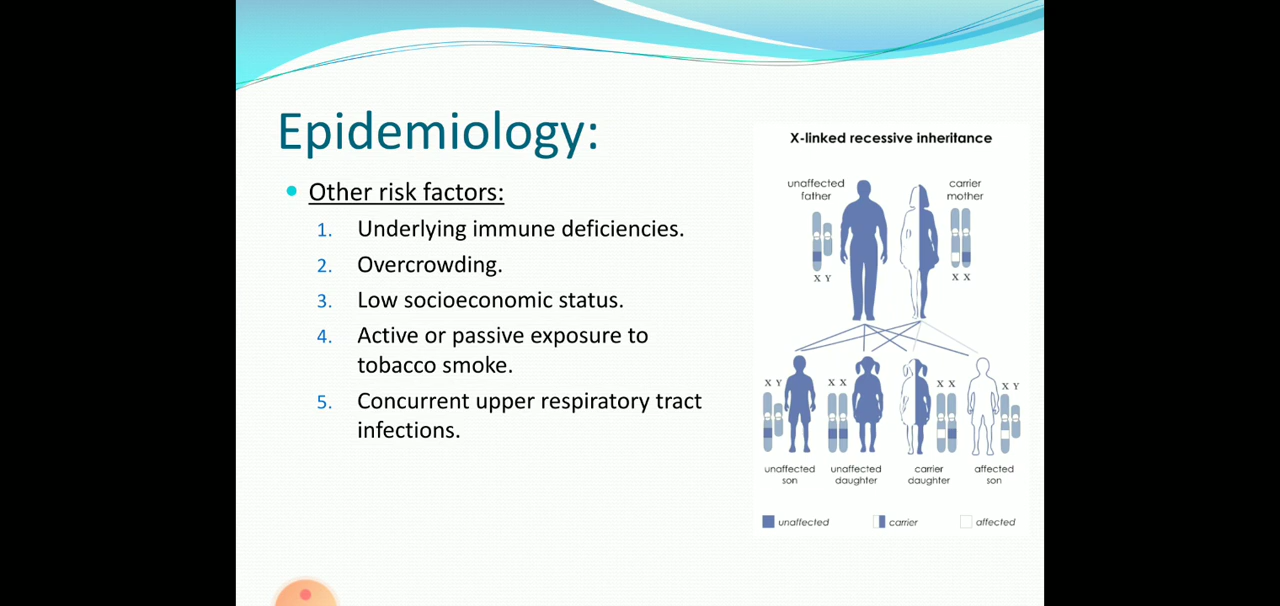 Epidemiology:
• Other risk factors:
1. Underlying immune deficiencies.
2. Overcrowding.
3. Low socioeconomic status.
4. Active or passive exposure to
tobacco smoke.
5. Concurrent upper respiratory tract
infections.
X-linked recessive inheritance
unaffected
father
carrier
mother
X Y
X X
X Y
X X
X X
X Y
unaffected
son
unaffected
daughter
carrier
daughter
affected
son
unaffected
carrier
affected